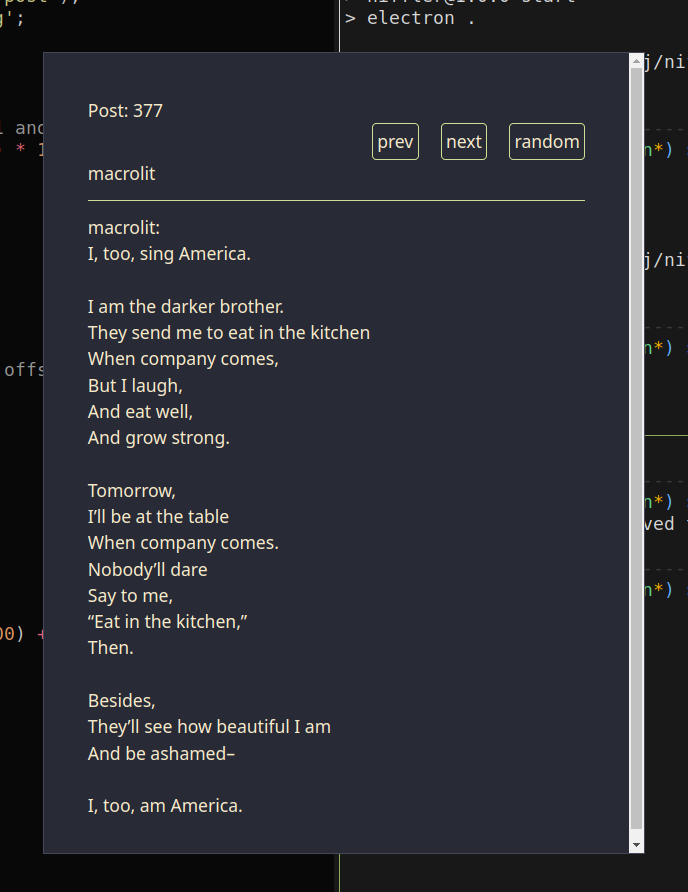 post');
g';
> electron .
j/ni
and
* 1
n*)
Post: 377
prev
next
random
macrolit
macrolit:
I, too, sing America.
j/ni
I am the darker brother.
They send me to eat in the kitchen
n*)
When company comes,
offs
But I laugh,
And eat well,
And grow strong.
Tomorrow,
n*)
I’ll be at the table
ved
When company comes.
Nobody’ll dare
n*)
Say to me,
“Eat in the kitchen,”
00) +
Then.
Besides,
They’ll see how beautiful I am
And be ashamed–
I, too, am America.